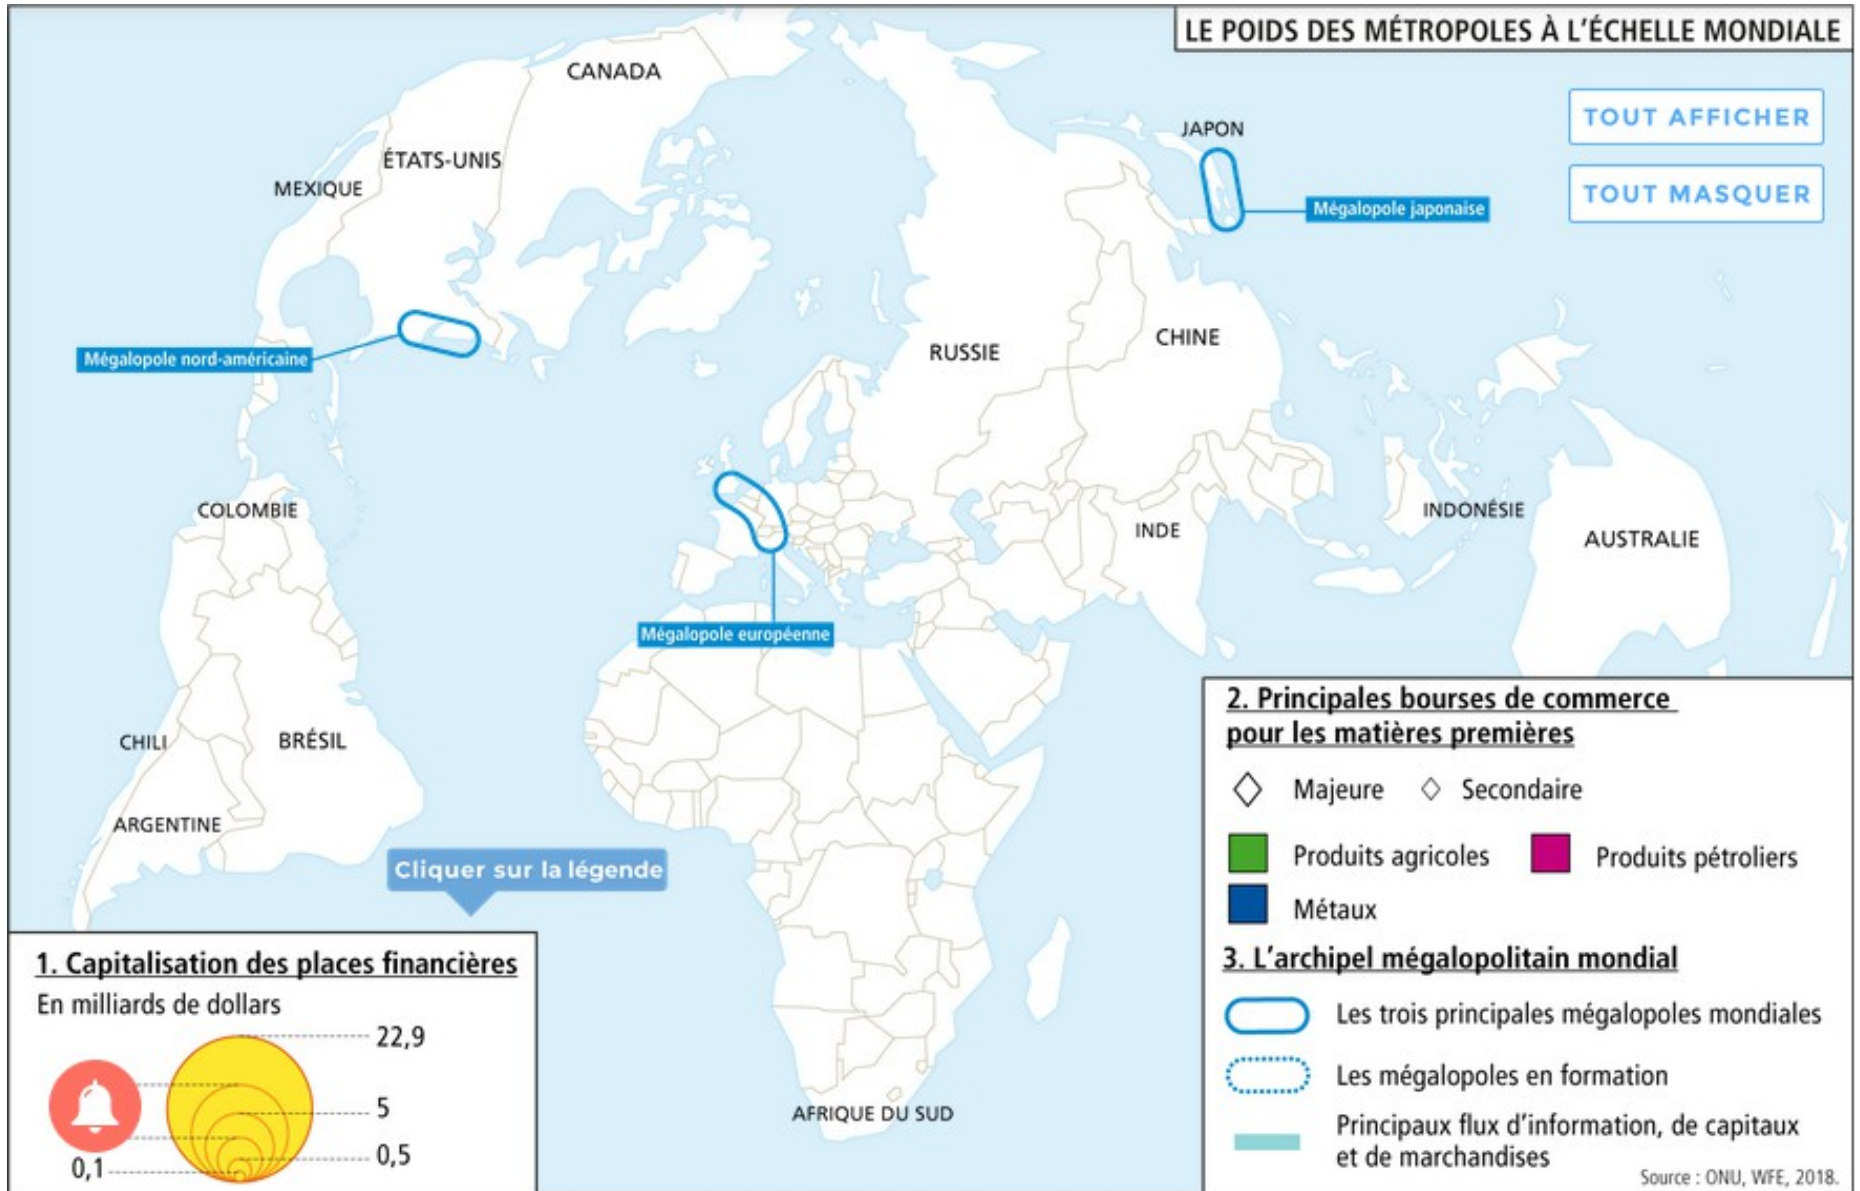 LE POIDS DES MÉTROPOLES À L'ÉCHELLE MONDIALE
TOUT AFFICHER
TOUT MASQUER
CANADA
ÉTATS-UNIS
MEXIQUE
JAPON
Mégalopole japonaise
Mégalopole nord-américaine
RUSSIE
CHINE
COLOMBIE
INDE
INDONÉSIE
AUSTRALIE
Mégalopole européenne
CHILI
BRÉSIL
ARGENTINE
AFRIQUE DU SUD
Cliquer sur la légende
1. Capitalisation des places financières
En milliards de dollars
22,9
5
0,5
0,1
2. Principales bourses de commerce
pour les matières premières
Majeure
Secondaire
Produits agricoles
Produits pétroliers
Métaux
3. L'archipel mégalopolitain mondial
Les trois principales mégalopoles mondiales
Les mégalopoles en formation
Principaux flux d'information, de capitaux
et de marchandises
Source : ONU, WFE, 2018.